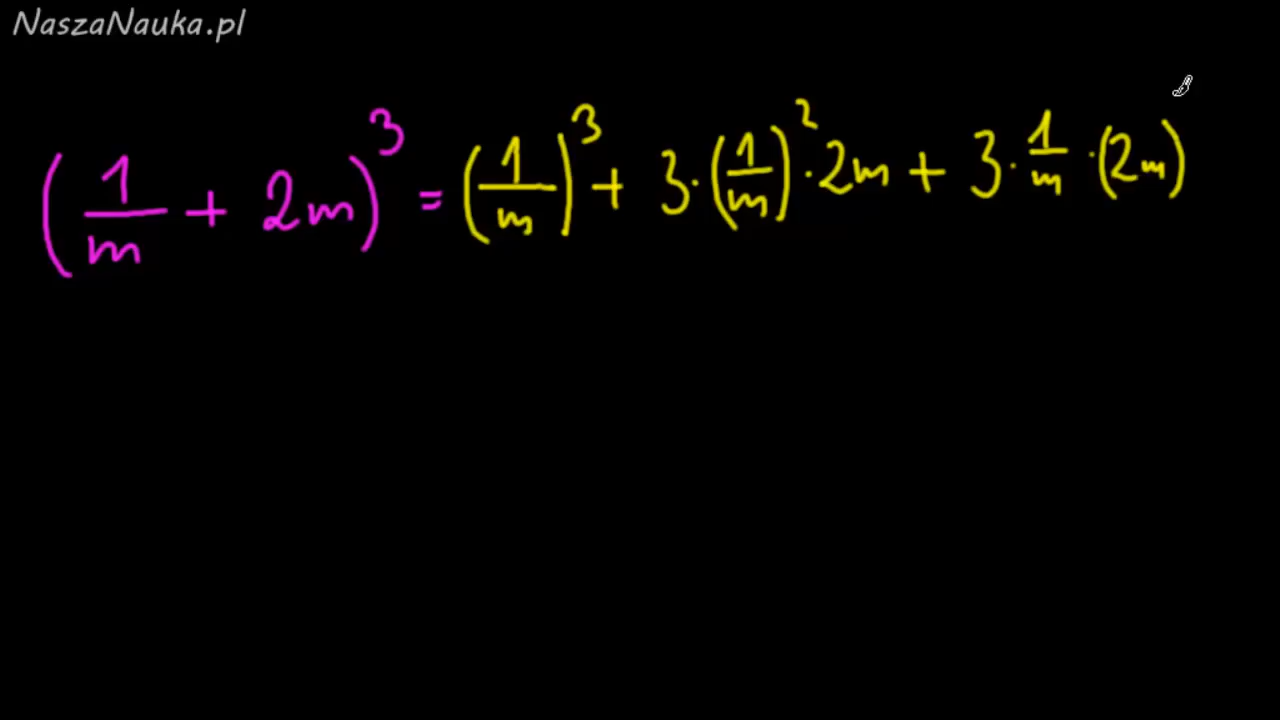 NaszaNauka.pl
(1/m + 2m)³ = (1/m)³ + 3·(1/m)²·2m + 3·1/m·(2m)